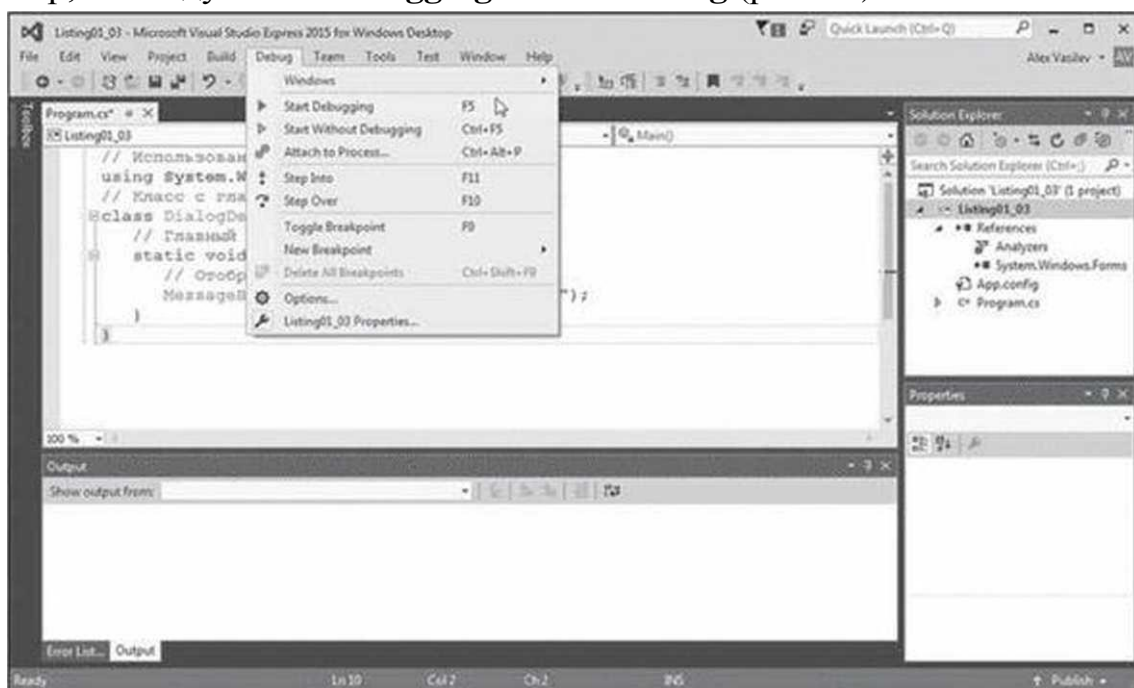 gging
g (p
Listing01_03 - Microsoft Visual Studio Express 2015 for Windows Desktop
Quick Launch (Ctrl+Q)
File Edit View Project Build Debug Team Tools Test Window Help
Alex Vasilev AV
Windows
Start Debugging F5
Start Without Debugging Ctrl+F5
Attach to Process... Ctrl+Alt+P
Step Into F11
Step Over F10
Toggle Breakpoint F9
New Breakpoint
Delete All Breakpoints Ctrl+Shift+F9
Options...
Listing01_03 Properties...
Toolbox
Program.cs*
Listing01_03
Main()
// Использован
using System.W
// Класс с гла
class DialogDe
// Главный
static void
// Отобр
MessageB
");
}
}
100 %
Output
Show output from:
Error List... Output
Solution Explorer
Search Solution Explorer (Ctrl+;)
Solution 'Listing01_03' (1 project)
Listing01_03
References
Analyzers
System.Windows.Forms
App.config
C# Program.cs
Properties
Ready Ln 10 Col 2 Ch 2 INS Publish